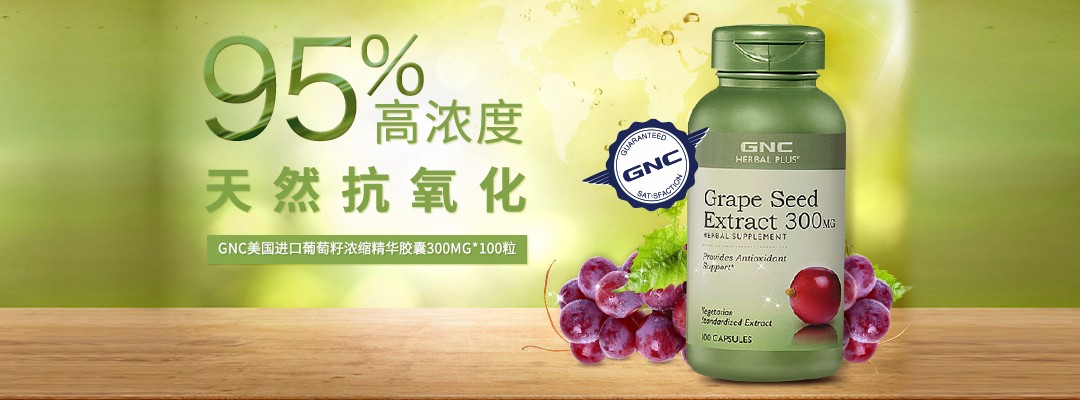 95%
高浓度
天然抗氧化
GNC美国进口葡萄籽浓缩精华胶囊300MG*100粒
GUARANTEED
GNC
SATISFACTION
GNC
HERBAL PLUS®
Grape Seed
Extract 300MG
HERBAL SUPPLEMENT
Provides Antioxidant
Support*
Vegetarian
Standardized Extract
100 CAPSULES